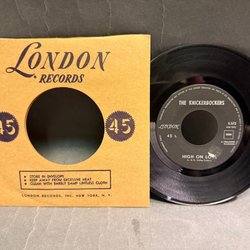 LONDON
RECORDS
45
45
• STORE IN ENVELOPE
• KEEP AWAY FROM EXCESSIVE HEAT
• CLEAN WITH BARELY DAMP LINTLESS CLOTH
LONDON RECORDS, INC. NEW YORK, N. Y.
THE KNICKERBOCKERS
LONDON
45
HIGH ON LOVE